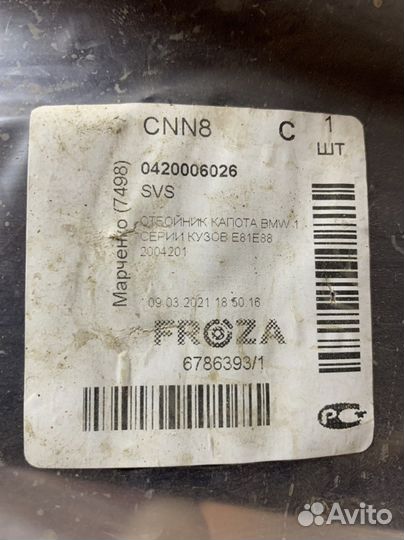 CNN8 C 1
ШТ
Марченко (7498)
0420006026
SVS
ОТБОЙНИК КАПОТА BMW 1
СЕРИИ КУЗОВ E81E88
2004201
09.03.2021 18:50:16
FROZA
6786393/1
РС
Avito